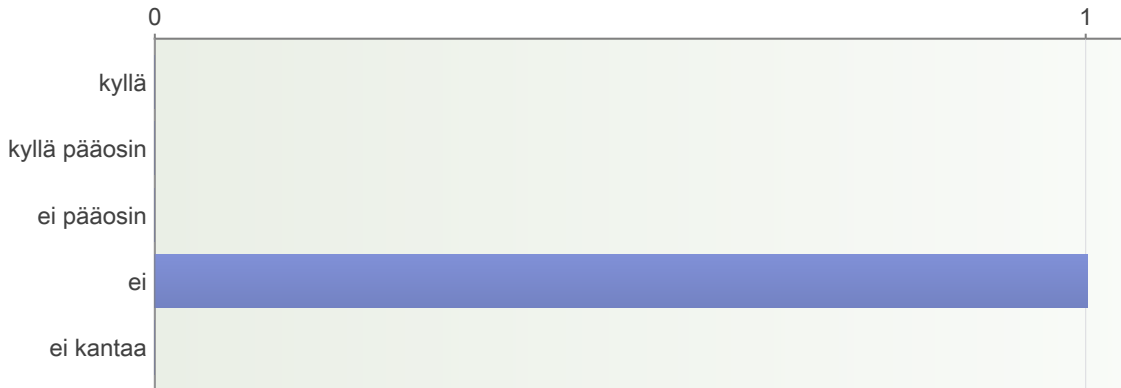 0 1
kyllä
kyllä pääosin
ei pääosin
ei
ei kantaa